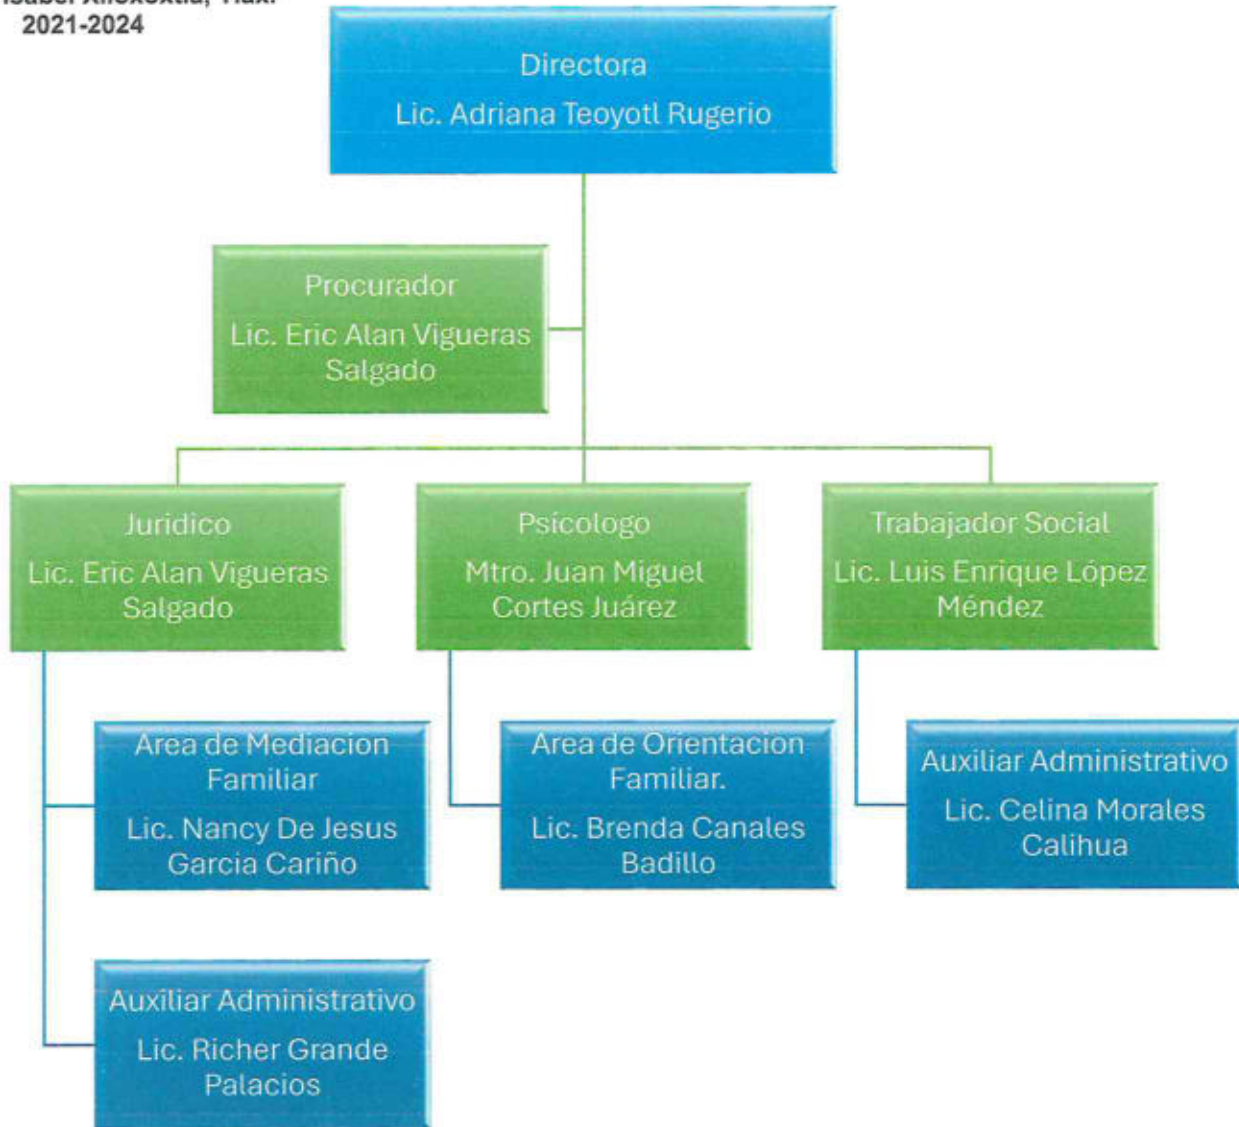 2021-2024
Directora
Lic. Adriana Teoyotl Rugerio
Procurador
Lic. Eric Alan Vigueras
Salgado
Juridico
Lic. Eric Alan Vigueras
Salgado
Psicologo
Mtro. Juan Miguel
Cortes Juárez
Trabajador Social
Lic. Luis Enrique López
Méndez
Area de Mediacion
Familiar
Lic. Nancy De Jesus
Garcia Cariño
Area de Orientacion
Familiar.
Lic. Brenda Canales
Badillo
Auxiliar Administrativo
Lic. Celina Morales
Calihua
Auxiliar Administrativo
Lic. Richer Grande
Palacios